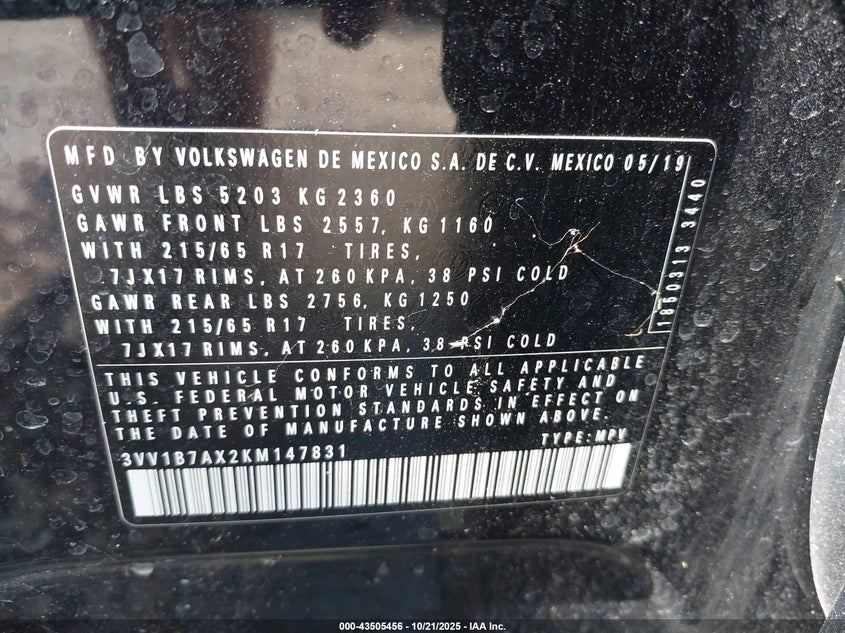 MFD BY VOLKSWAGEN DE MEXICO S.A. DE C.V. MEXICO 05/19
GVWR LBS 5203 KG 2360
GAWR FRONT LBS 2557, KG 1160
WITH 215/65 R17 TIRES,
7JX17 RIMS, AT 260 KPA, 38 PSI COLD
GAWR REAR LBS 2756, KG 1250
WITH 215/65 R17 TIRES,
7JX17 RIMS, AT 260 KPA, 38 PSI COLD
1860313 3440
THIS VEHICLE CONFORMS TO ALL APPLICABLE
U.S. FEDERAL MOTOR VEHICLE SAFETY AND
THEFT PREVENTION STANDARDS IN EFFECT ON
THE DATE OF MANUFACTURE SHOWN ABOVE.
TYPE: MPV
3VV1B7AX2KM147831
000-43505456 - 10/21/2025 - IAA Inc.